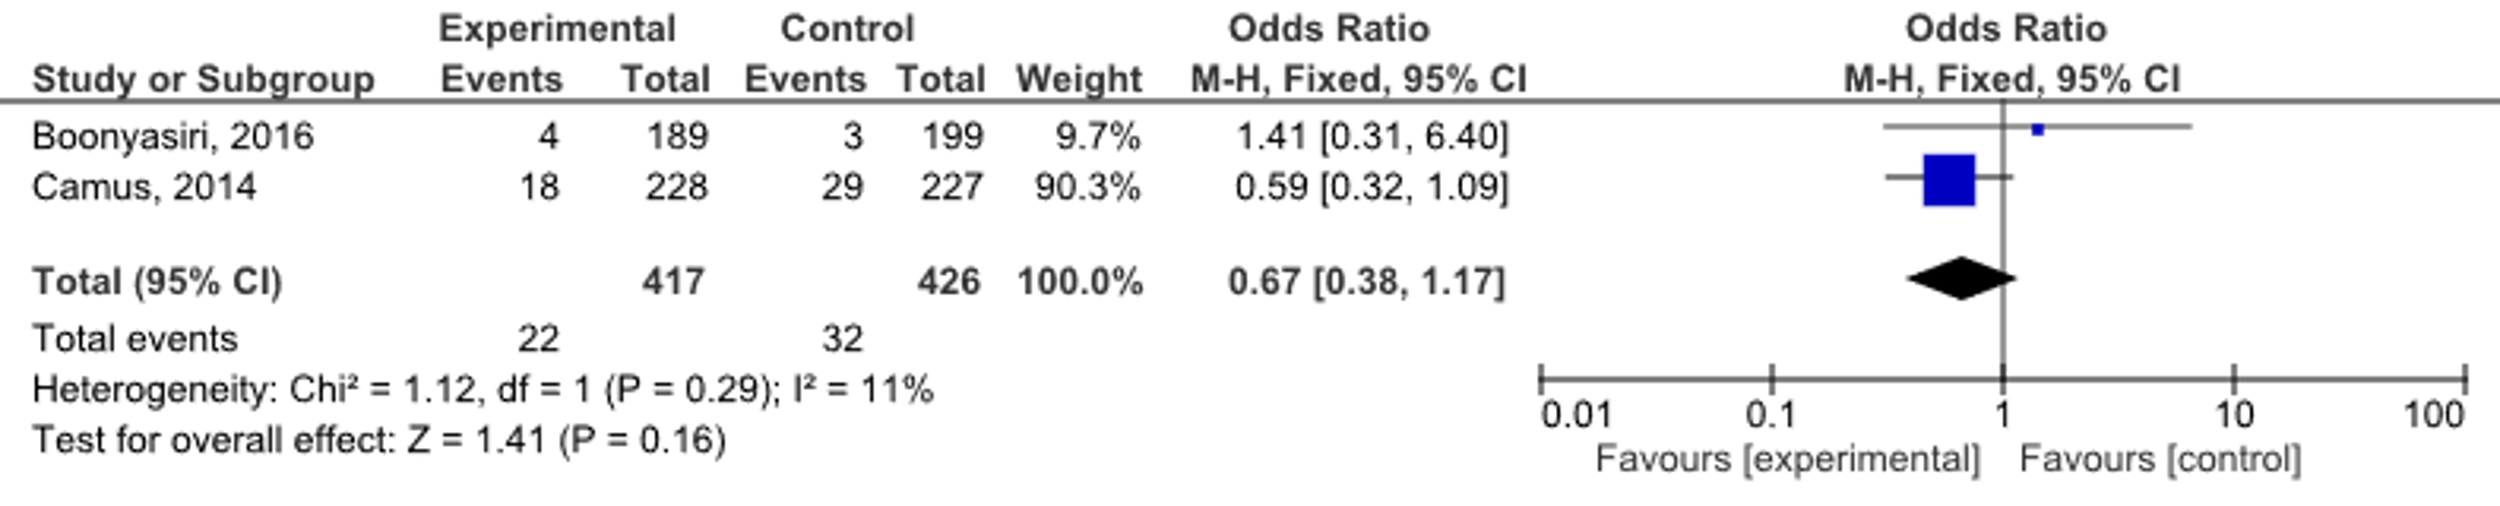 Experimental Control Odds Ratio Odds Ratio
Study or Subgroup Events Total Events Total Weight M-H, Fixed, 95% CI M-H, Fixed, 95% CI
Boonyasiri, 2016 4 189 3 199 9.7% 1.41 [0.31, 6.40]
Camus, 2014 18 228 29 227 90.3% 0.59 [0.32, 1.09]
Total (95% CI) 417 426 100.0% 0.67 [0.38, 1.17]
Total events 22 32
Heterogeneity: Chi² = 1.12, df = 1 (P = 0.29); I² = 11%
Test for overall effect: Z = 1.41 (P = 0.16)
0.01 0.1 1 10 100
Favours [experimental] Favours [control]